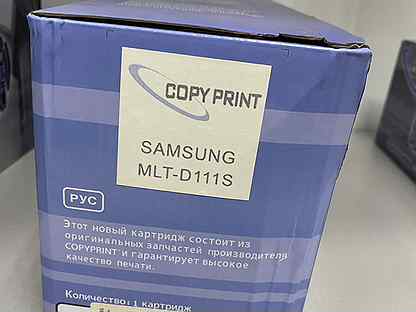 COPY PRINT
SAMSUNG
MLT-D111S
РУС
Этот новый картридж состоит из
оригинальных запчастей производителя
COPYPRINT и гарантирует высокое
качество печати.
Количество: 1 картридж